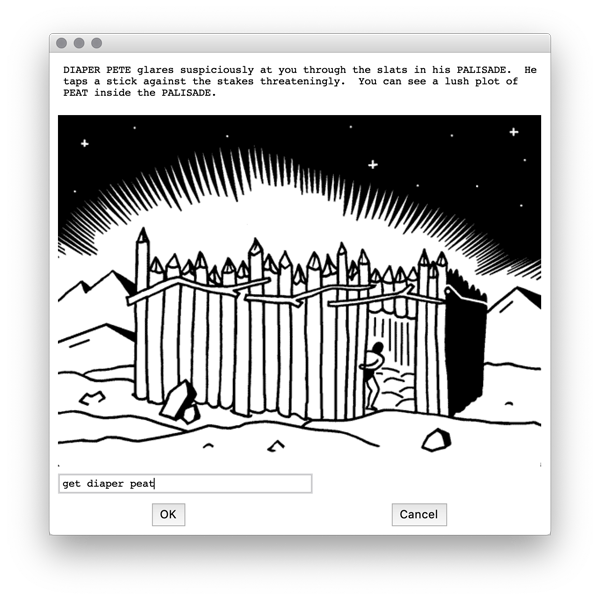 DIAPER PETE glares suspiciously at you through the slats in his PALISADE.  He
taps a stick against the stakes threateningly.  You can see a lush plot of
PEAT inside the PALISADE.
get diaper peat
OK
Cancel